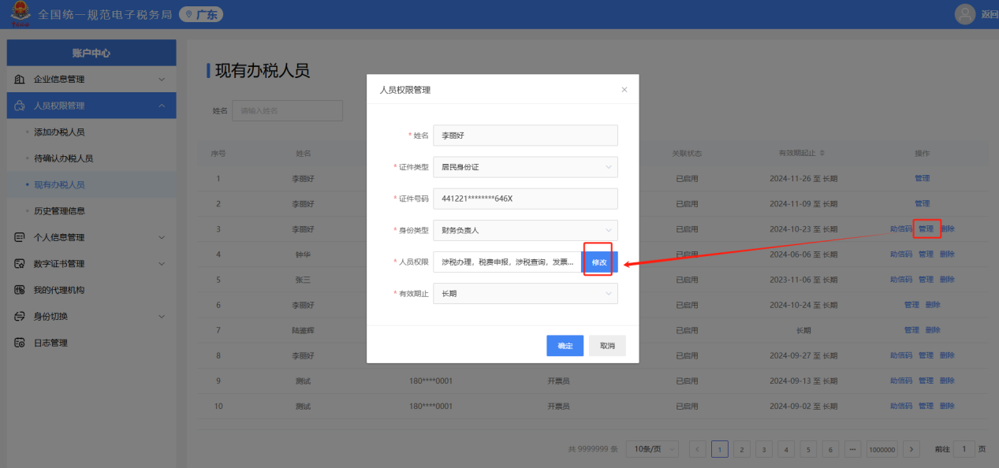 全国统一规范电子税务局 广东 返回
账户中心
企业信息管理
人员权限管理
添加办税人员
待确认办税人员
现有办税人员
历史管理信息
个人信息管理
数字证书管理
我的代理机构
身份切换
日志管理
现有办税人员
姓名 请输入姓名
序号 姓名 关联状态 有效期起止 操作
1 李丽好 已启用 2024-11-26 至 长期 管理
2 李丽好 已启用 2024-11-09 至 长期 管理
3 李丽好 已启用 2024-10-23 至 长期 助信码 管理 删除
4 钟华 已启用 2024-06-06 至 长期 助信码 管理 删除
5 张三 已启用 2023-11-06 至 长期 助信码 管理 删除
6 李丽好 已启用 2024-10-24 至 长期 管理 删除
7 陆鉴辉 已启用 长期 管理 删除
8 李丽好 已启用 2024-09-27 至 长期 助信码 管理 删除
9 测试 180****0001 开票员 已启用 2024-09-13 至 长期 助信码 管理 删除
10 测试 180****0001 开票员 已启用 2024-09-02 至 长期 助信码 管理 删除
共 9999999 条 10条/页 1 2 3 4 5 6 ··· 1000000 前往 1 页
人员权限管理
* 姓名 李丽好
* 证件类型 居民身份证
* 证件号码 441221********646X
* 身份类型 财务负责人
* 人员权限 涉税办理，税费申报，涉税查询，发票... 修改
* 有效期止 长期
确定 取消